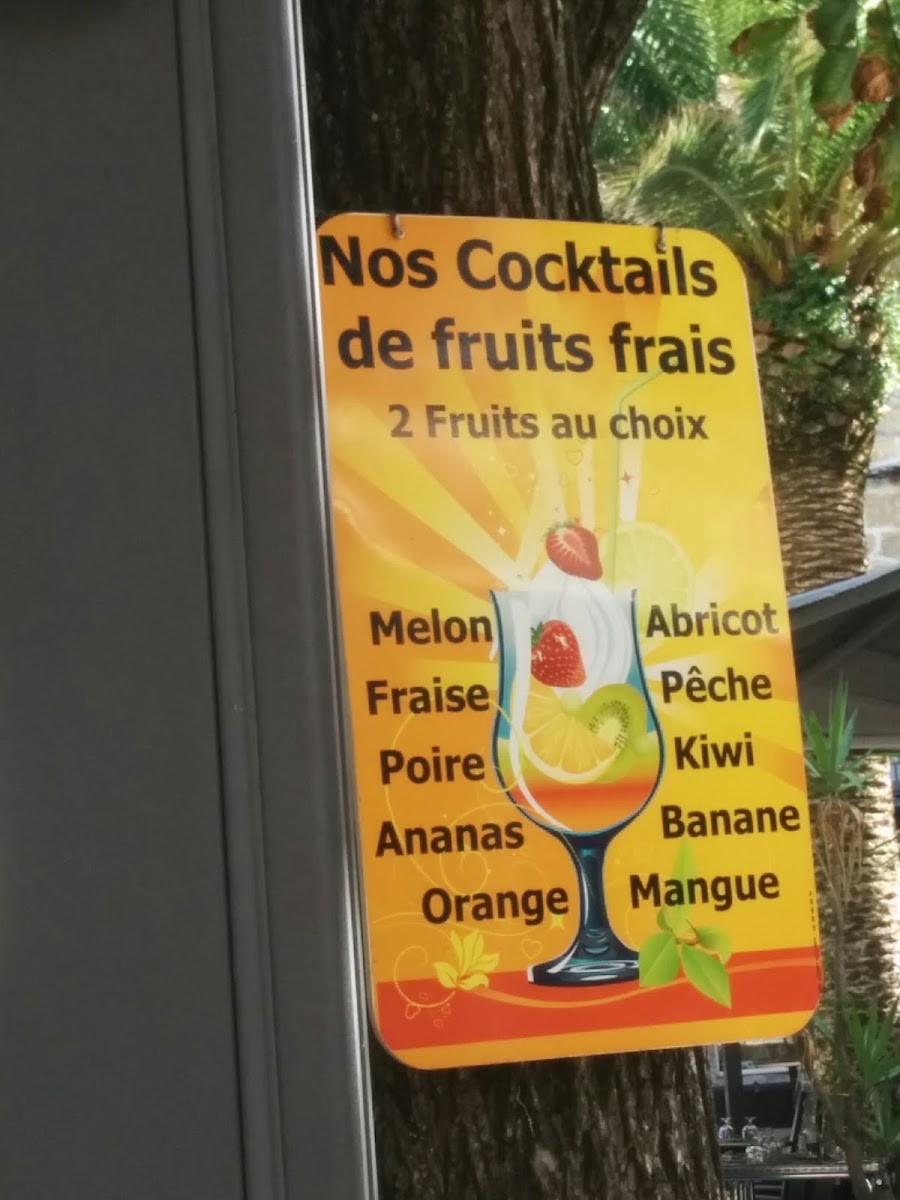 Nos Cocktails
de fruits frais
2 Fruits au choix
Melon
Fraise
Poire
Ananas
Orange
Abricot
Pêche
Kiwi
Banane
Mangue